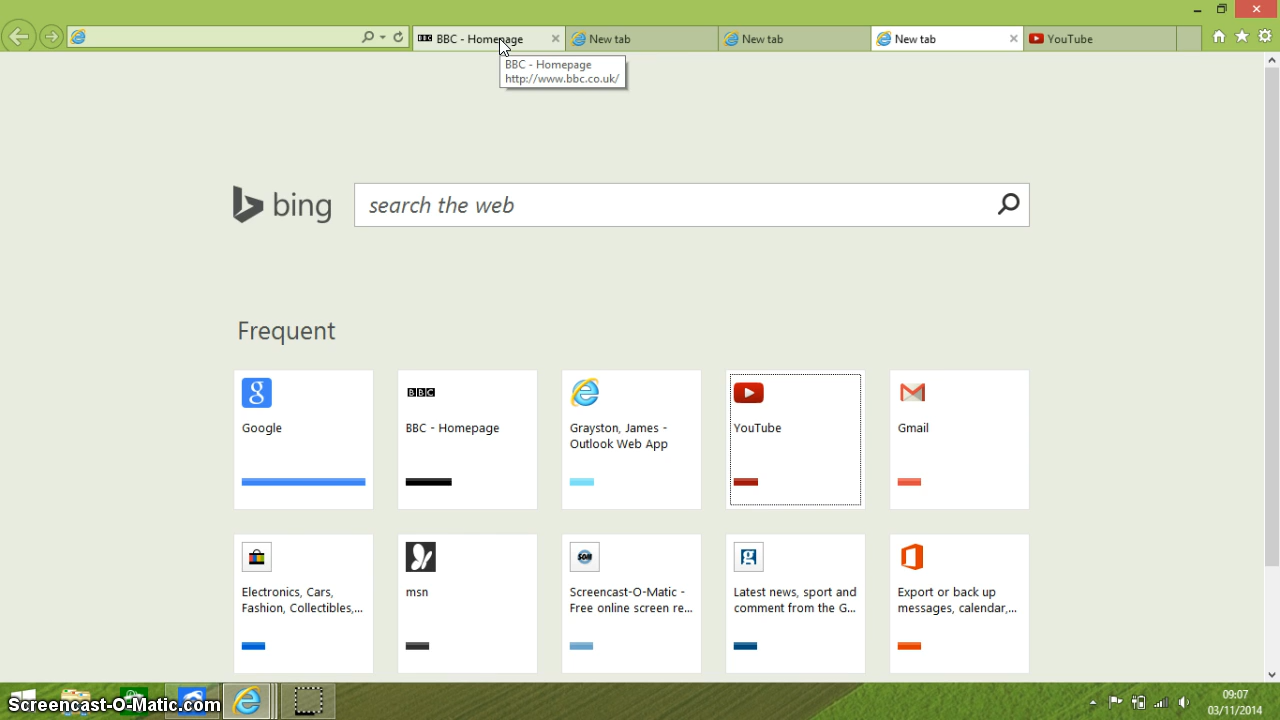 BBC - Homepage
New tab
New tab
New tab
YouTube
BBC - Homepage
http://www.bbc.co.uk/
bing
search the web
Frequent
Google
BBC - Homepage
Grayston, James -
Outlook Web App
YouTube
Gmail
Electronics, Cars,
Fashion, Collectibles,...
msn
Screencast-O-Matic -
Free online screen re...
Latest news, sport and
comment from the G...
Export or back up
messages, calendar,...
Screencast-O-Matic.com
09:07
03/11/2014